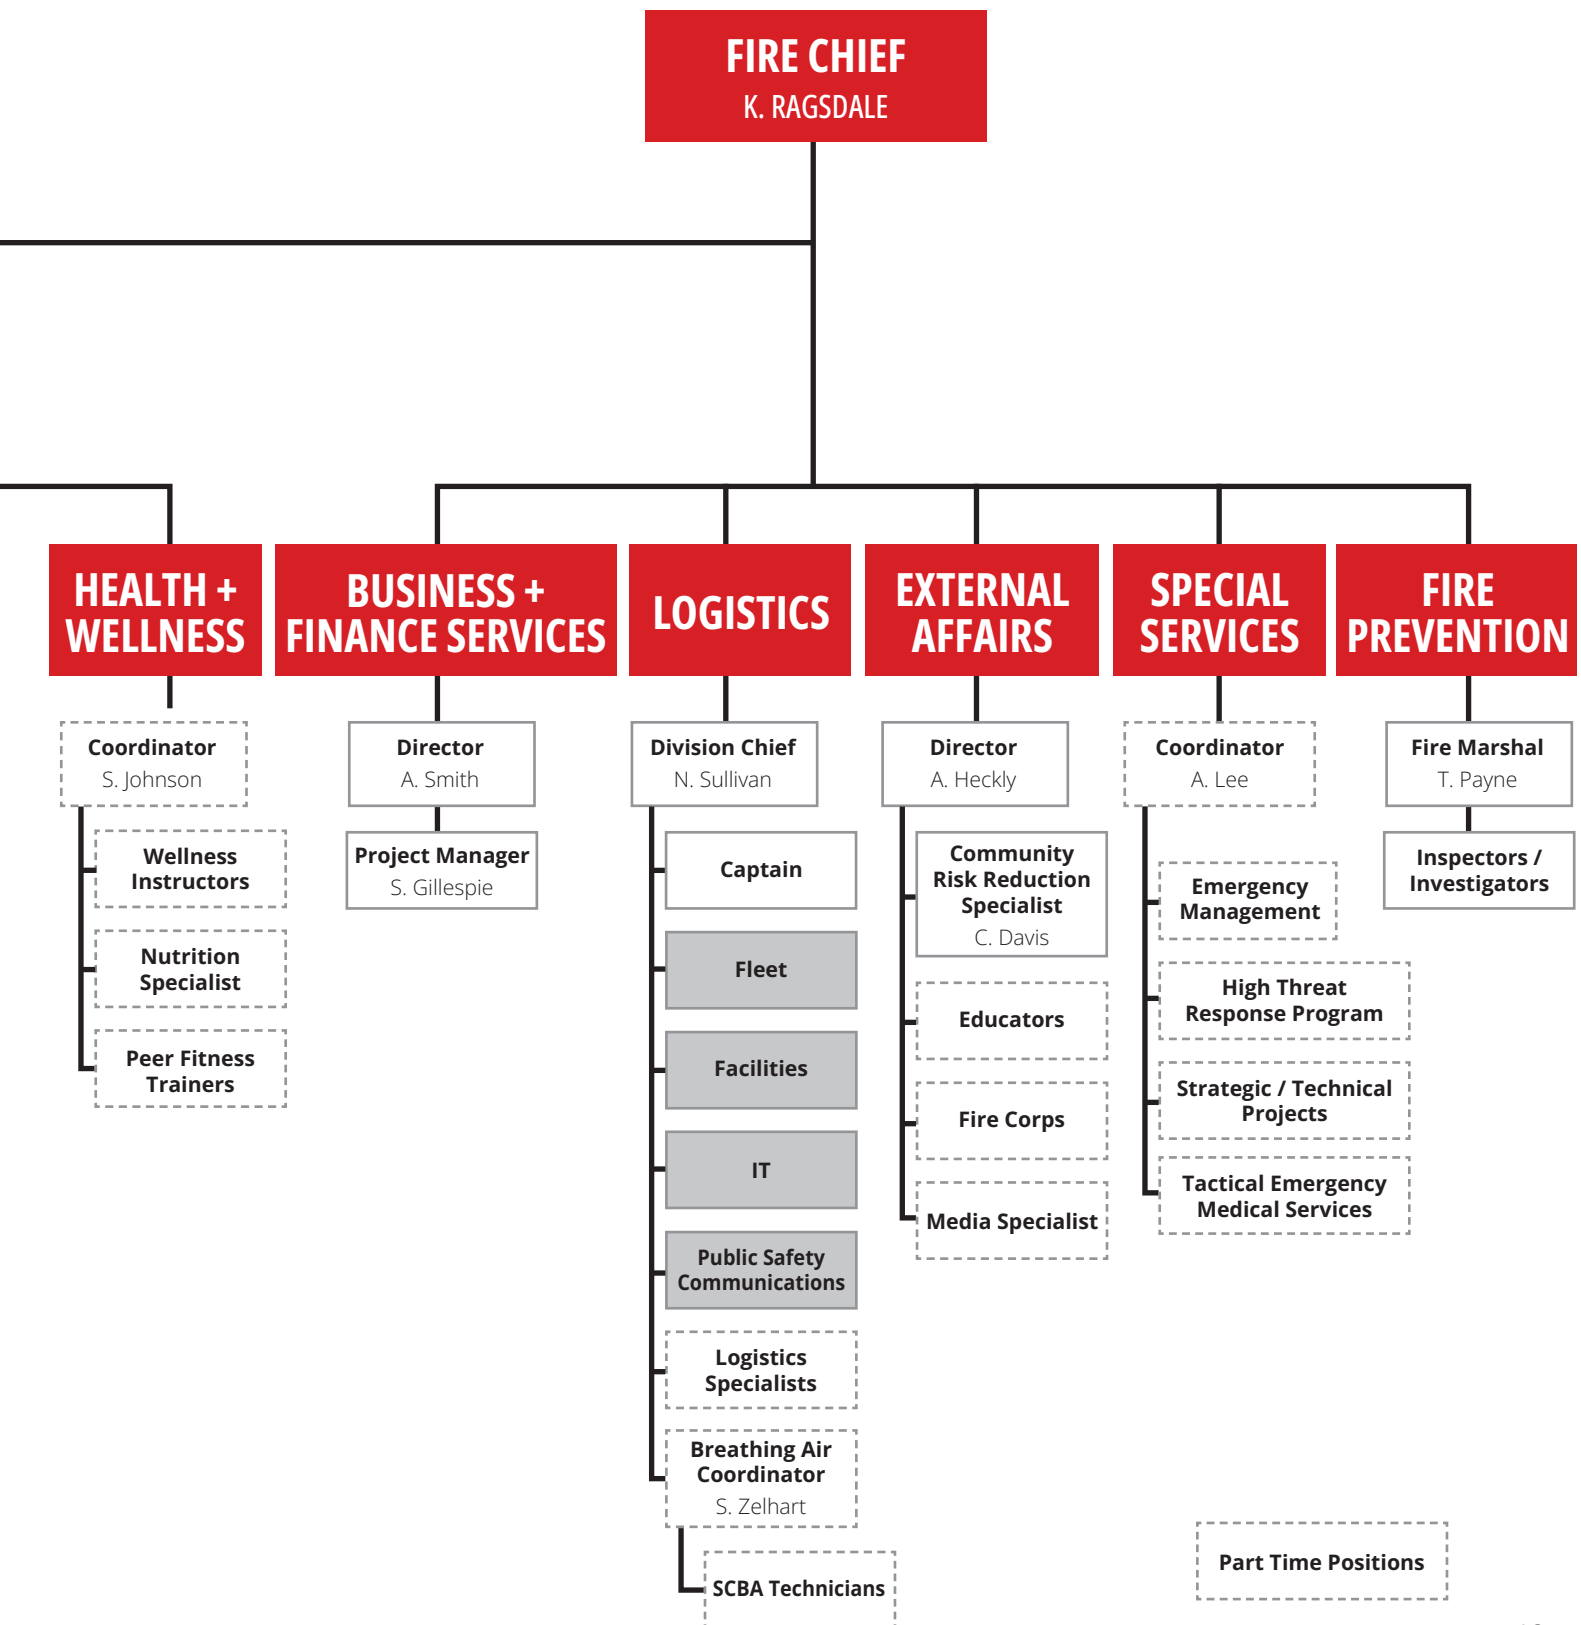 FIRE CHIEF
K. RAGSDALE
HEALTH +
WELLNESS
BUSINESS +
FINANCE SERVICES
LOGISTICS
EXTERNAL
AFFAIRS
SPECIAL
SERVICES
FIRE
PREVENTION
Coordinator
S. Johnson
Wellness
Instructors
Nutrition
Specialist
Peer Fitness
Trainers
Director
A. Smith
Project Manager
S. Gillespie
Division Chief
N. Sullivan
Captain
Fleet
Facilities
IT
Public Safety
Communications
Logistics
Specialists
Breathing Air
Coordinator
S. Zelhart
SCBA Technicians
Director
A. Heckly
Community
Risk Reduction
Specialist
C. Davis
Educators
Fire Corps
Media Specialist
Coordinator
A. Lee
Emergency
Management
High Threat
Response Program
Strategic / Technical
Projects
Tactical Emergency
Medical Services
Fire Marshal
T. Payne
Inspectors /
Investigators
Part Time Positions